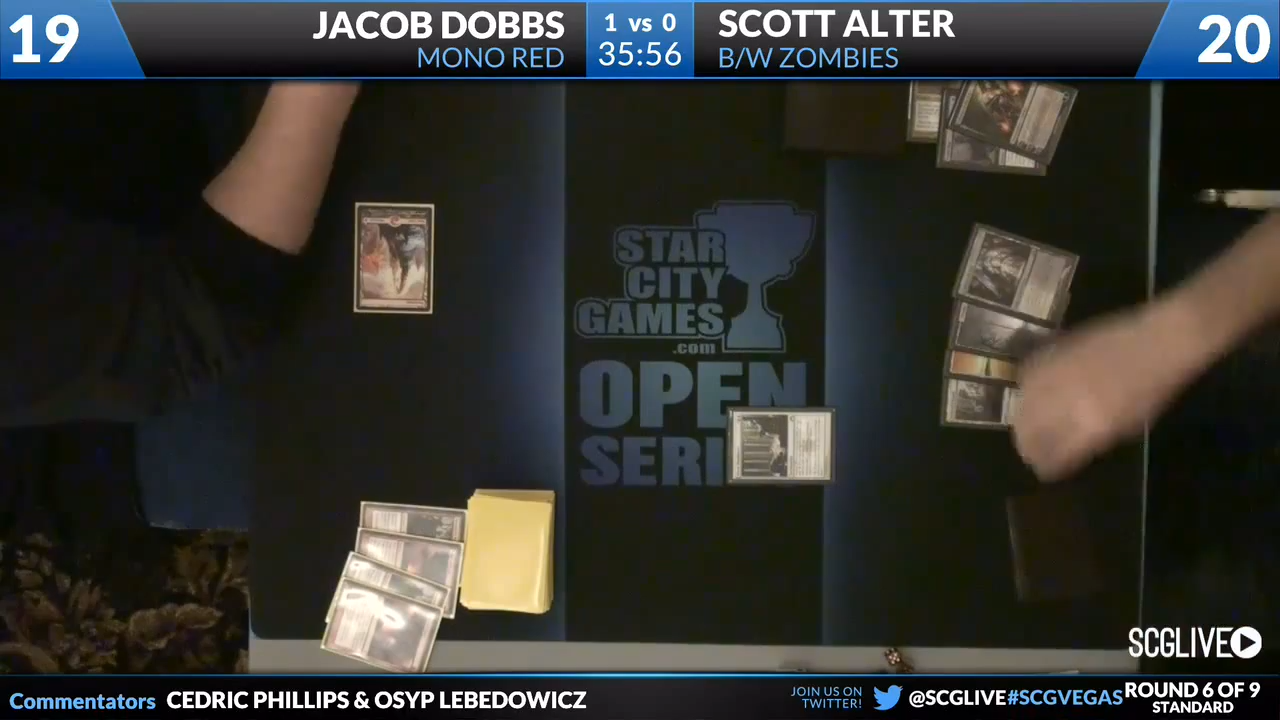 19
JACOB DOBBS
MONO RED
1 vs 0
35:56
SCOTT ALTER
B/W ZOMBIES
20
STAR
CITY
GAMES
.com
OPEN
SERI
SCGLIVE
Commentators CEDRIC PHILLIPS & OSYP LEBEDOWICZ
JOIN US ON
TWITTER!
@SCGLIVE#SCGVEGAS
ROUND 6 OF 9
STANDARD